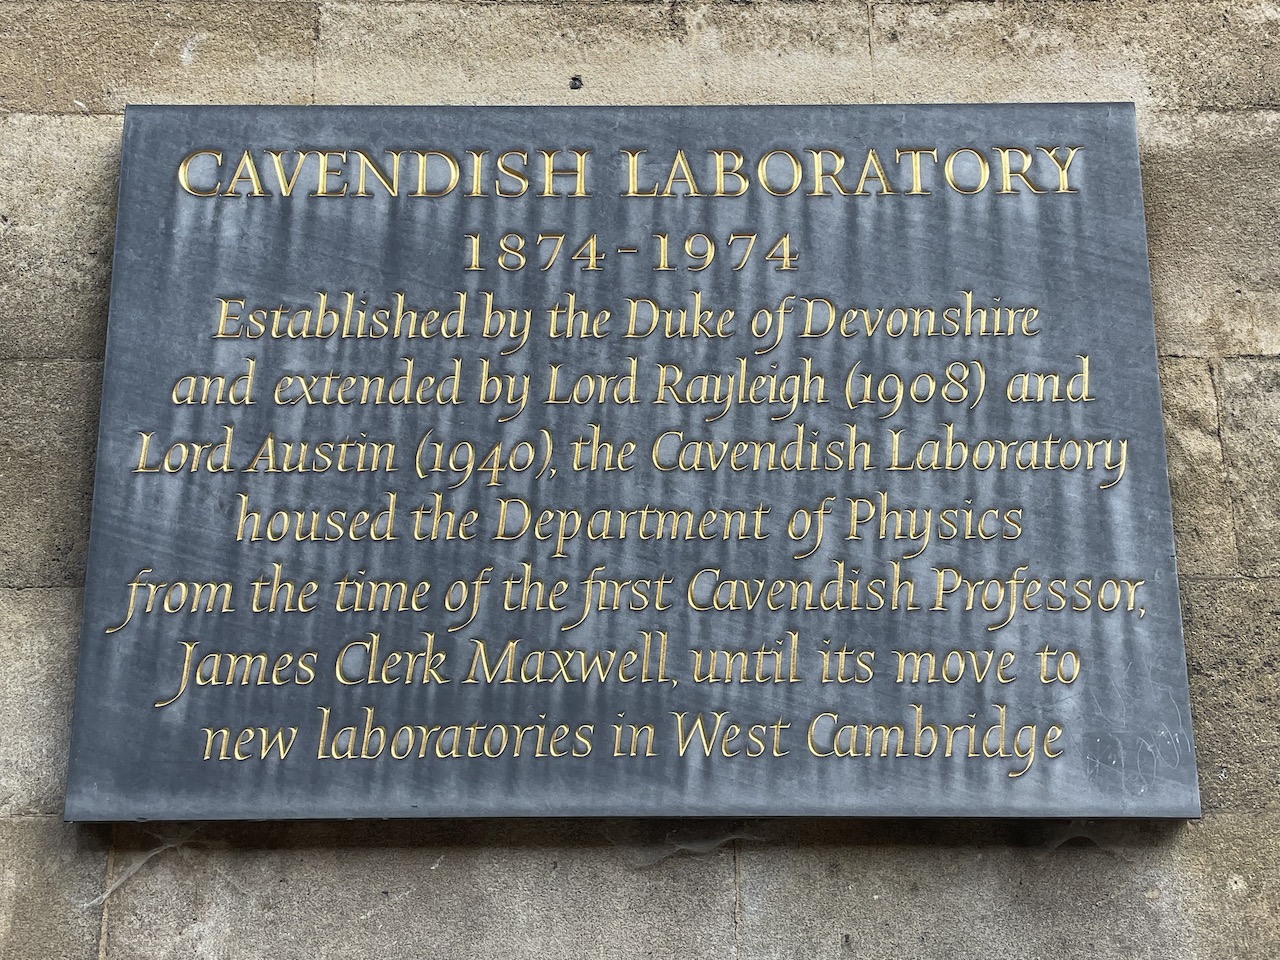 CAVENDISH LABORATORY
1874-1974
Established by the Duke of Devonshire
and extended by Lord Rayleigh (1908) and
Lord Austin (1940), the Cavendish Laboratory
housed the Department of Physics
from the time of the first Cavendish Professor,
James Clerk Maxwell, until its move to
new laboratories in West Cambridge